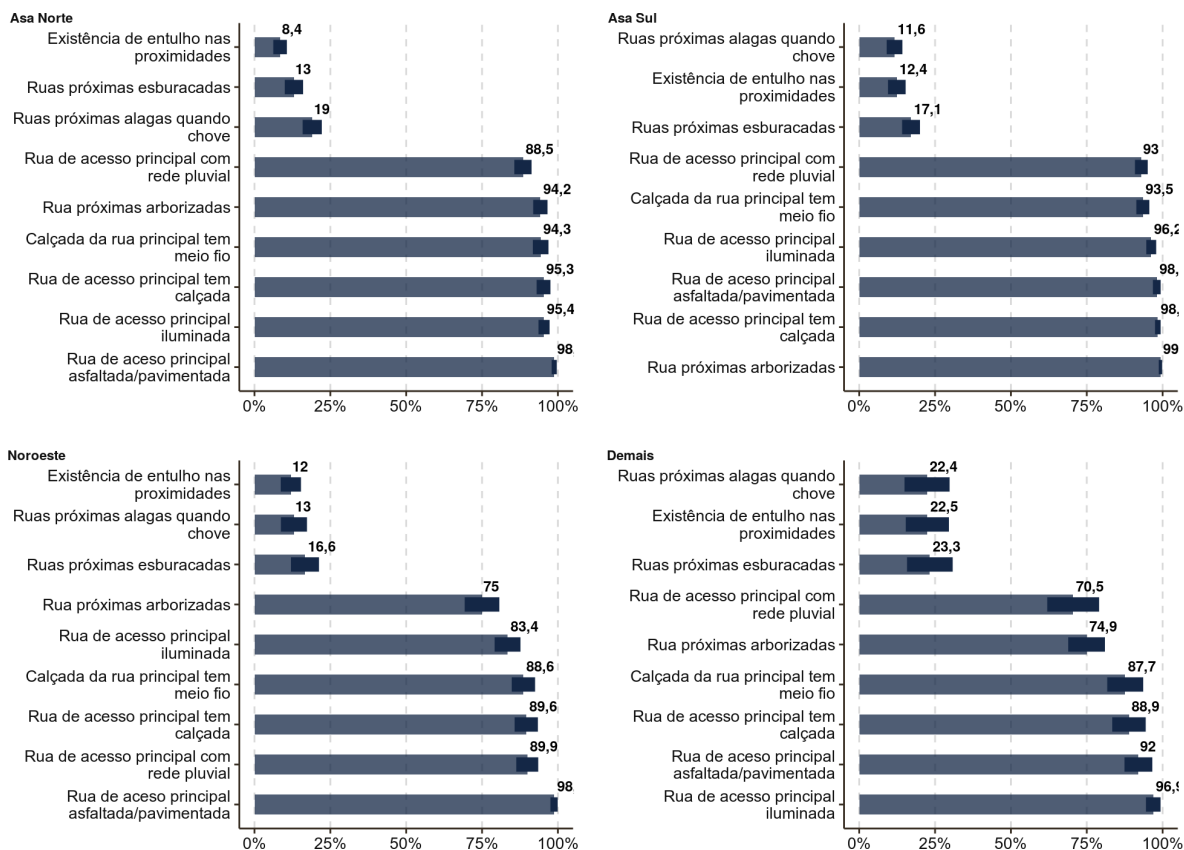 Asa Norte
Existência de entulho nas
proximidades
8,4
Ruas próximas esburacadas
13
Ruas próximas alagas quando
chove
19
Rua de acesso principal com
rede pluvial
88,5
Rua próximas arborizadas
94,2
Calçada da rua principal tem
meio fio
94,3
Rua de acesso principal tem
calçada
95,3
Rua de acesso principal
iluminada
95,4
Rua de aceso principal
asfaltada/pavimentada
98
0% 25% 50% 75% 100%
Asa Sul
Ruas próximas alagas quando
chove
11,6
Existência de entulho nas
proximidades
12,4
Ruas próximas esburacadas
17,1
Rua de acesso principal com
rede pluvial
93
Calçada da rua principal tem
meio fio
93,5
Rua de acesso principal
iluminada
96,2
Rua de acesso principal
asfaltada/pavimentada
98,
Rua de acesso principal tem
calçada
98,
Rua próximas arborizadas
99
0% 25% 50% 75% 100%
Noroeste
Existência de entulho nas
proximidades
12
Ruas próximas alagas quando
chove
13
Ruas próximas esburacadas
16,6
Rua próximas arborizadas
75
Rua de acesso principal
iluminada
83,4
Calçada da rua principal tem
meio fio
88,6
Rua de acesso principal tem
calçada
89,6
Rua de acesso principal com
rede pluvial
89,9
Rua de aceso principal
asfaltada/pavimentada
98
0% 25% 50% 75% 100%
Demais
Ruas próximas alagas quando
chove
22,4
Existência de entulho nas
proximidades
22,5
Ruas próximas esburacadas
23,3
Rua de acesso principal com
rede pluvial
70,5
Rua próximas arborizadas
74,9
Calçada da rua principal tem
meio fio
87,7
Rua de acesso principal tem
calçada
88,9
Rua de acesso principal
asfaltada/pavimentada
92
Rua de acesso principal
iluminada
96,9
0% 25% 50% 75% 100%